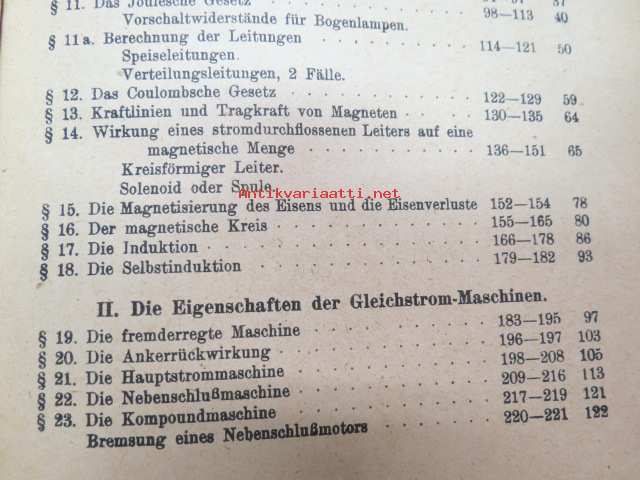 § 11. Das Joulesche Gesetz
Vorschaltwiderstände für Bogenlampen. 98—113 40
§ 11a. Berechnung der Leitungen 114—121 50
Speiseleitungen.
Verteilungsleitungen, 2 Fälle.
§ 12. Das Coulombsche Gesetz 122—129 59
§ 13. Kraftlinien und Tragkraft von Magneten 130—135 64
§ 14. Wirkung eines stromdurchflossenen Leiters auf eine
magnetische Menge 136—151 65
Kreisförmiger Leiter.
Solenoid oder Spule.
Antikvariaatti.net
§ 15. Die Magnetisierung des Eisens und die Eisenverluste 152—154 78
§ 16. Der magnetische Kreis 155—165 80
§ 17. Die Induktion 166—178 86
§ 18. Die Selbstinduktion 179—182 93
II. Die Eigenschaften der Gleichstrom-Maschinen.
§ 19. Die fremderregte Maschine 183—195 97
§ 20. Die Ankerrückwirkung 196—197 103
§ 21. Die Hauptstrommaschine 198—208 105
§ 22. Die Nebenschlußmaschine 209—216 113
§ 23. Die Kompoundmaschine 217—219 121
Bremsung eines Nebenschlußmotors 220—221 122